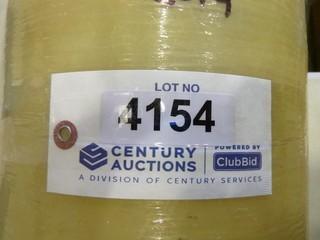 LOT NO
4154
CENTURY AUCTIONS
POWERED BY
ClubBid
A DIVISION OF CENTURY SERVICES